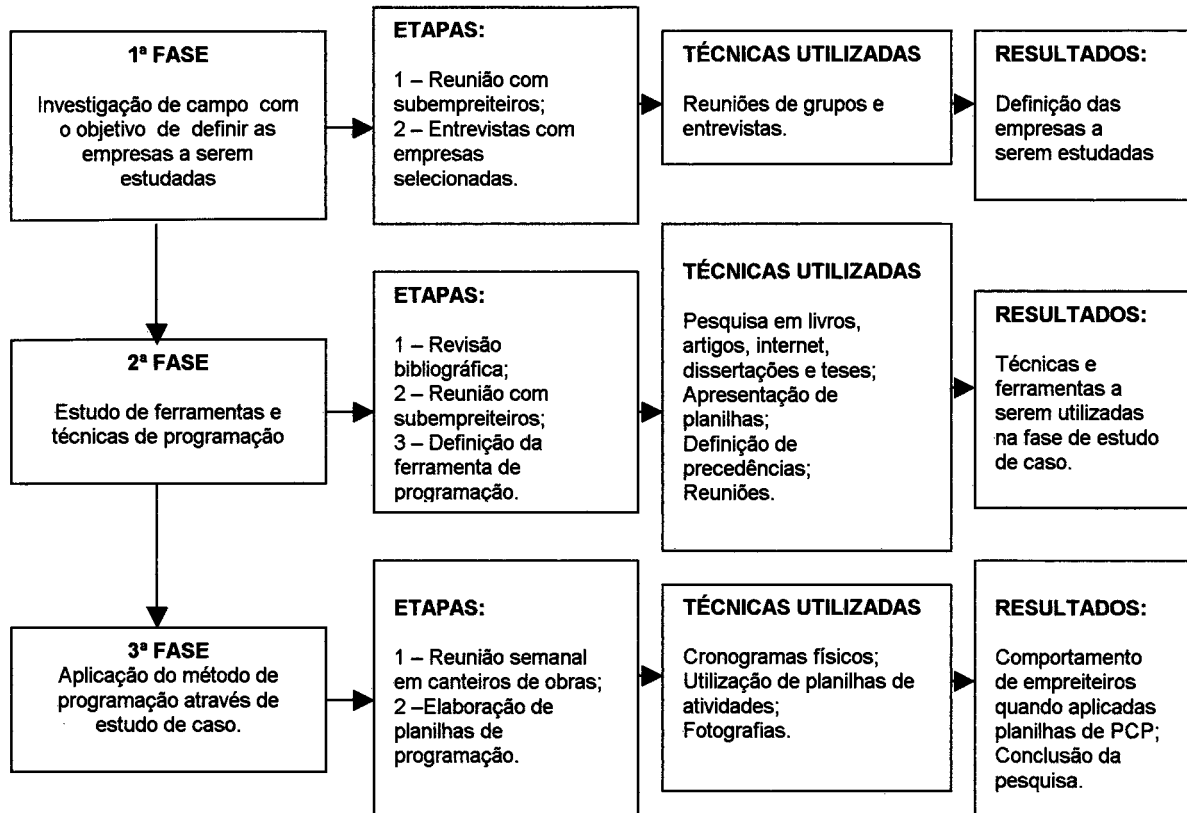 1ª FASE
Investigação de campo com
o objetivo de definir as
empresas a serem
estudadas
ETAPAS:
1 – Reunião com
subempreiteiros;
2 – Entrevistas com
empresas
selecionadas.
TÉCNICAS UTILIZADAS
Reuniões de grupos e
entrevistas.
RESULTADOS:
Definição das
empresas a
serem estudadas
2ª FASE
Estudo de ferramentas e
técnicas de programação
ETAPAS:
1 – Revisão
bibliográfica;
2 – Reunião com
subempreiteiros;
3 – Definição da
ferramenta de
programação.
TÉCNICAS UTILIZADAS
Pesquisa em livros,
artigos, internet,
dissertações e teses;
Apresentação de
planilhas;
Definição de
precedências;
Reuniões.
RESULTADOS:
Técnicas e
ferramentas a
serem utilizadas
na fase de estudo
de caso.
3ª FASE
Aplicação do método de
programação através de
estudo de caso.
ETAPAS:
1 – Reunião semanal
em canteiros de obras;
2 –Elaboração de
planilhas de
programação.
TÉCNICAS UTILIZADAS
Cronogramas físicos;
Utilização de planilhas de
atividades;
Fotografias.
RESULTADOS:
Comportamento
de empreiteiros
quando aplicadas
planilhas de PCP;
Conclusão da
pesquisa.